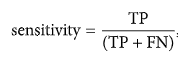 sensitivity = TP / (TP + FN),